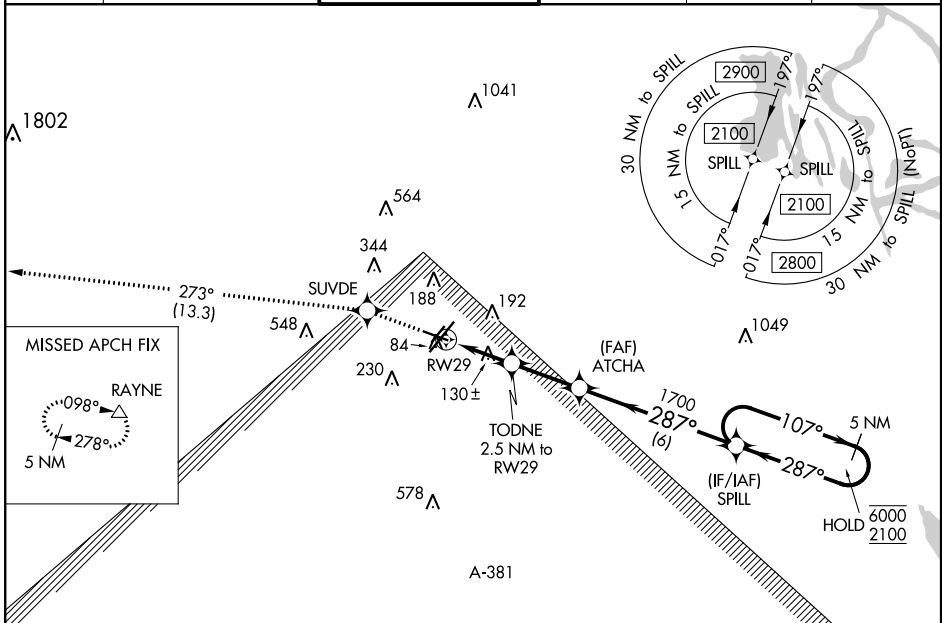 1041
1802
564
344
SUVDE
188
192
273°
(13.3)
548
84
RW29
230
130 ±
TODNE
2.5 NM to
RW29
578
A-381
(FAF)
ATCHA
1700
287°
(6)
(IF/IAF)
SPILL
1049
107°
5 NM
287°
HOLD
6000
2100
MISSED APCH FIX
RAYNE
098°
278°
5 NM
30 NM to SPILL
2900
197°
15 NM to SPILL
2100
SPILL
017°
197°
SPILL
2100
15 NM to SPILL
017°
2800
30 NM to SPILL (NoPT)